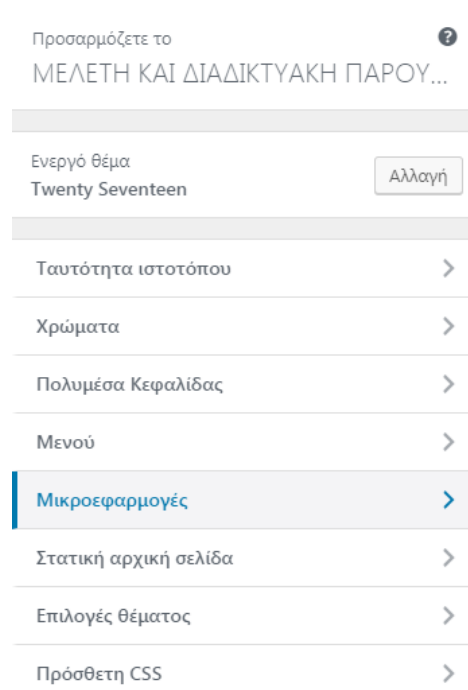 Προσαρμόζετε το
ΜΕΛΕΤΗ ΚΑΙ ΔΙΑΔΙΚΤΥΑΚΗ ΠΑΡΟΥ...
Ενεργό θέμα
Twenty Seventeen
Αλλαγή
Ταυτότητα ιστοτόπου
Χρώματα
Πολυμέσα Κεφαλίδας
Μενού
Μικροεφαρμογές
Στατική αρχική σελίδα
Επιλογές θέματος
Πρόσθετη CSS